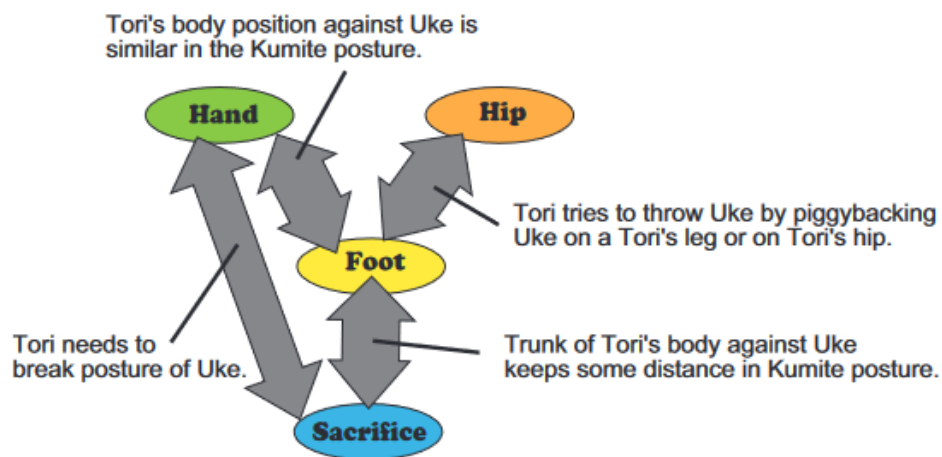 Tori's body position against Uke is
similar in the Kumite posture.
Hand
Hip
Tori tries to throw Uke by piggybacking
Uke on a Tori's leg or on Tori's hip.
Foot
Tori needs to
break posture of Uke.
Trunk of Tori's body against Uke
keeps some distance in Kumite posture.
Sacrifice